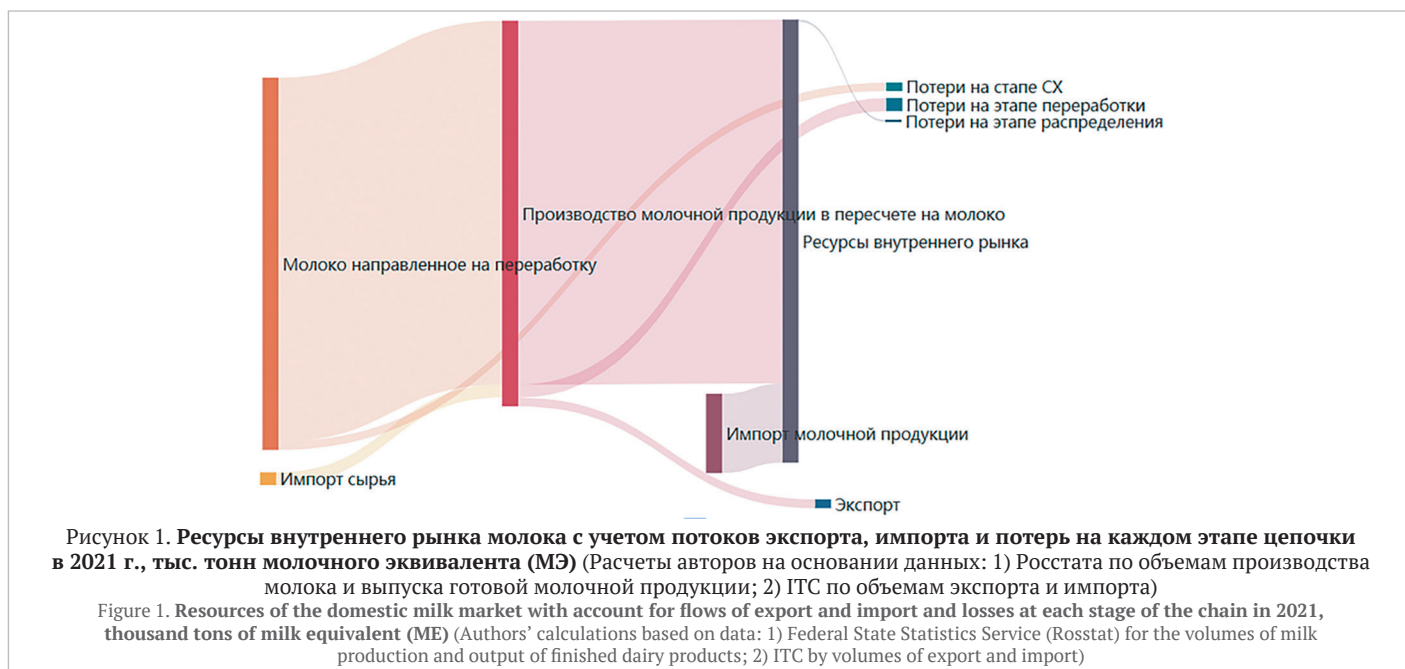 Потери на стапе СХ
Потери на этапе переработки
Потери на этапе распределения
Производство молочной продукции в пересчете на молоко
Ресурсы внутреннего рынка
Молоко направленное на переработку
Импорт молочной продукции
Импорт сырья
Экспорт
Рисунок 1. Ресурсы внутреннего рынка молока с учетом потоков экспорта, импорта и потерь на каждом этапе цепочки
в 2021 г., тыс. тонн молочного эквивалента (МЭ) (Расчеты авторов на основании данных: 1) Росстата по объемам производства
молока и выпуска готовой молочной продукции; 2) ITC по объемам экспорта и импорта)
Figure 1. Resources of the domestic milk market with account for flows of export and import and losses at each stage of the chain in 2021,
thousand tons of milk equivalent (ME) (Authors’ calculations based on data: 1) Federal State Statistics Service (Rosstat) for the volumes of milk
production and output of finished dairy products; 2) ITC by volumes of export and import)